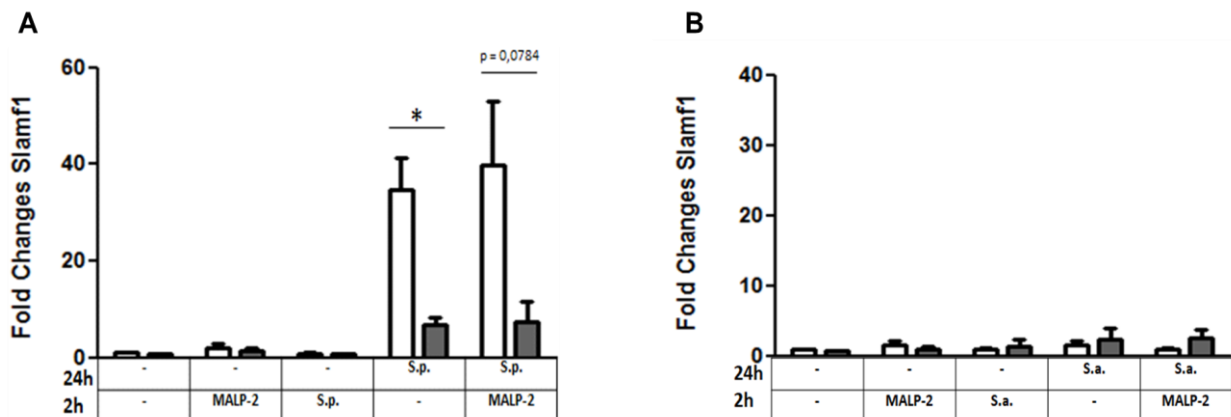 A
Fold Changes Slamf1
60
40
20
0
*
p = 0,0784
24h - - - S.p. S.p.
2h - MALP-2 S.p. - MALP-2
B
Fold Changes Slamf1
40
30
20
10
0
24h - - - S.a. S.a.
2h - MALP-2 S.a. - MALP-2